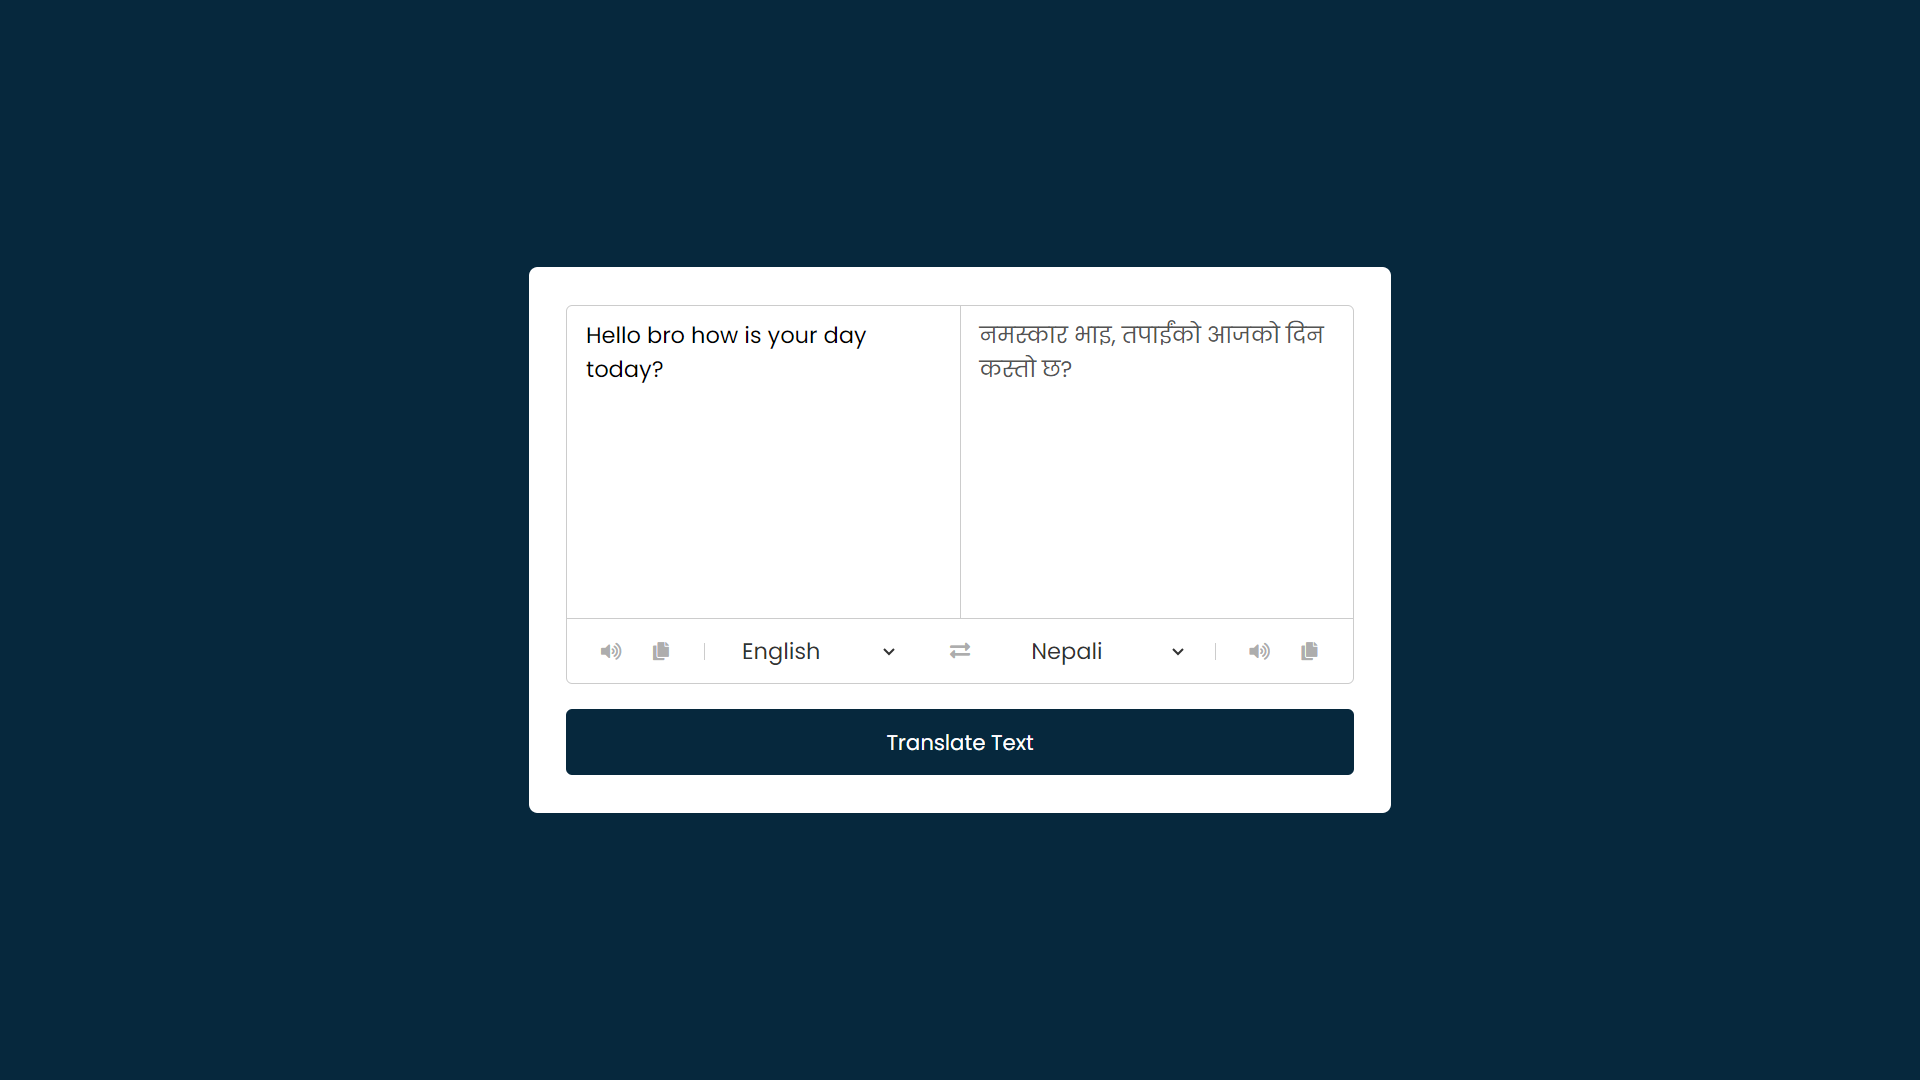 Hello bro how is your day
today?
नमस्कार भाइ, तपाईंको आजको दिन
कस्तो छ?
English
Nepali
Translate Text